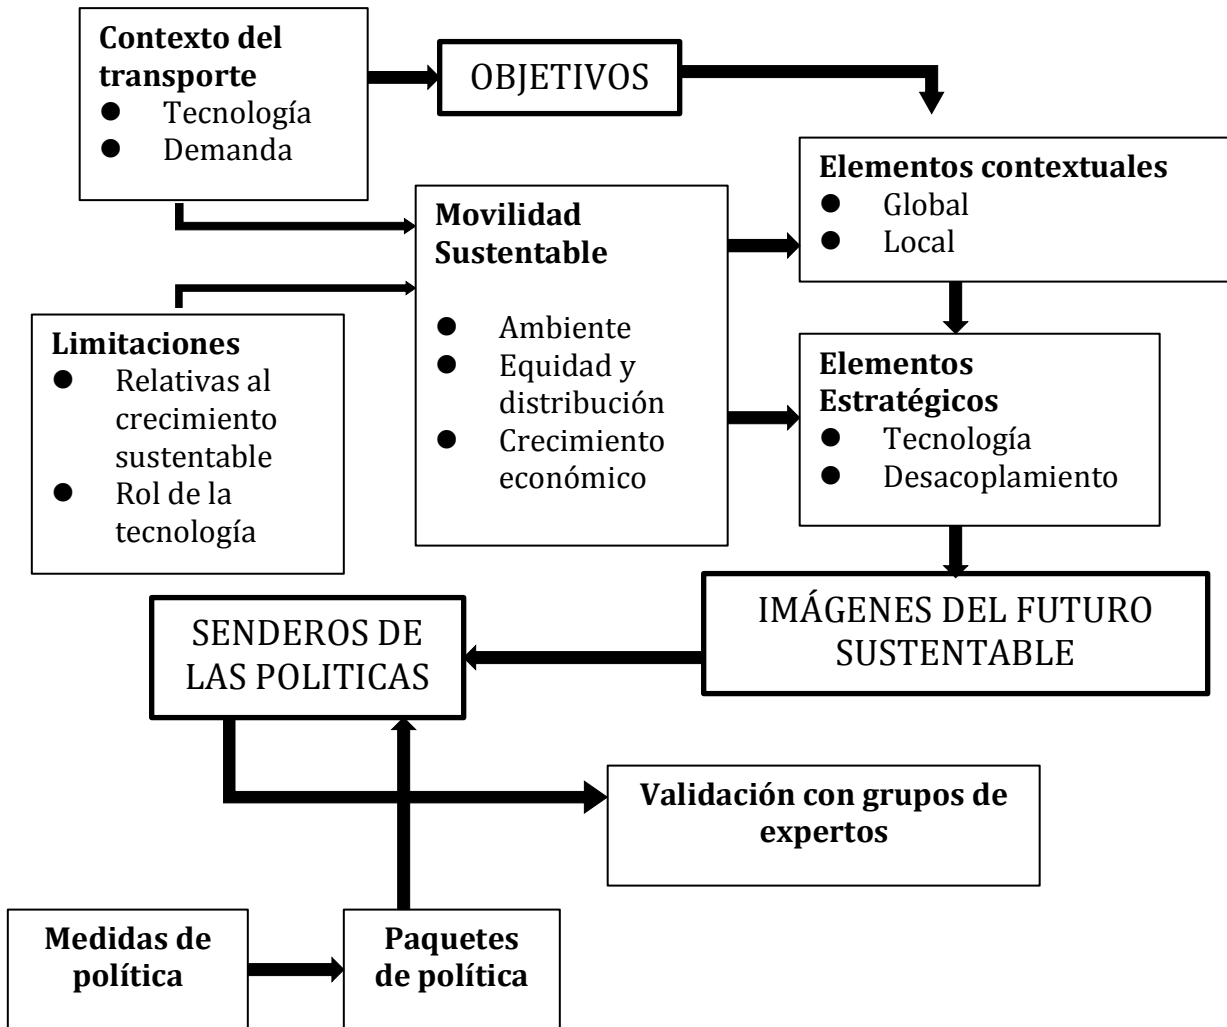 Contexto del
transporte
● Tecnología
● Demanda
OBJETIVOS
Elementos contextuales
● Global
● Local
Movilidad
Sustentable
● Ambiente
● Equidad y
distribución
● Crecimiento
económico
Limitaciones
● Relativas al
crecimiento
sustentable
● Rol de la
tecnología
Elementos
Estratégicos
● Tecnología
● Desacoplamiento
IMÁGENES DEL FUTURO
SUSTENTABLE
SENDEROS DE
LAS POLITICAS
Validación con grupos de
expertos
Medidas de
política
Paquetes
de política